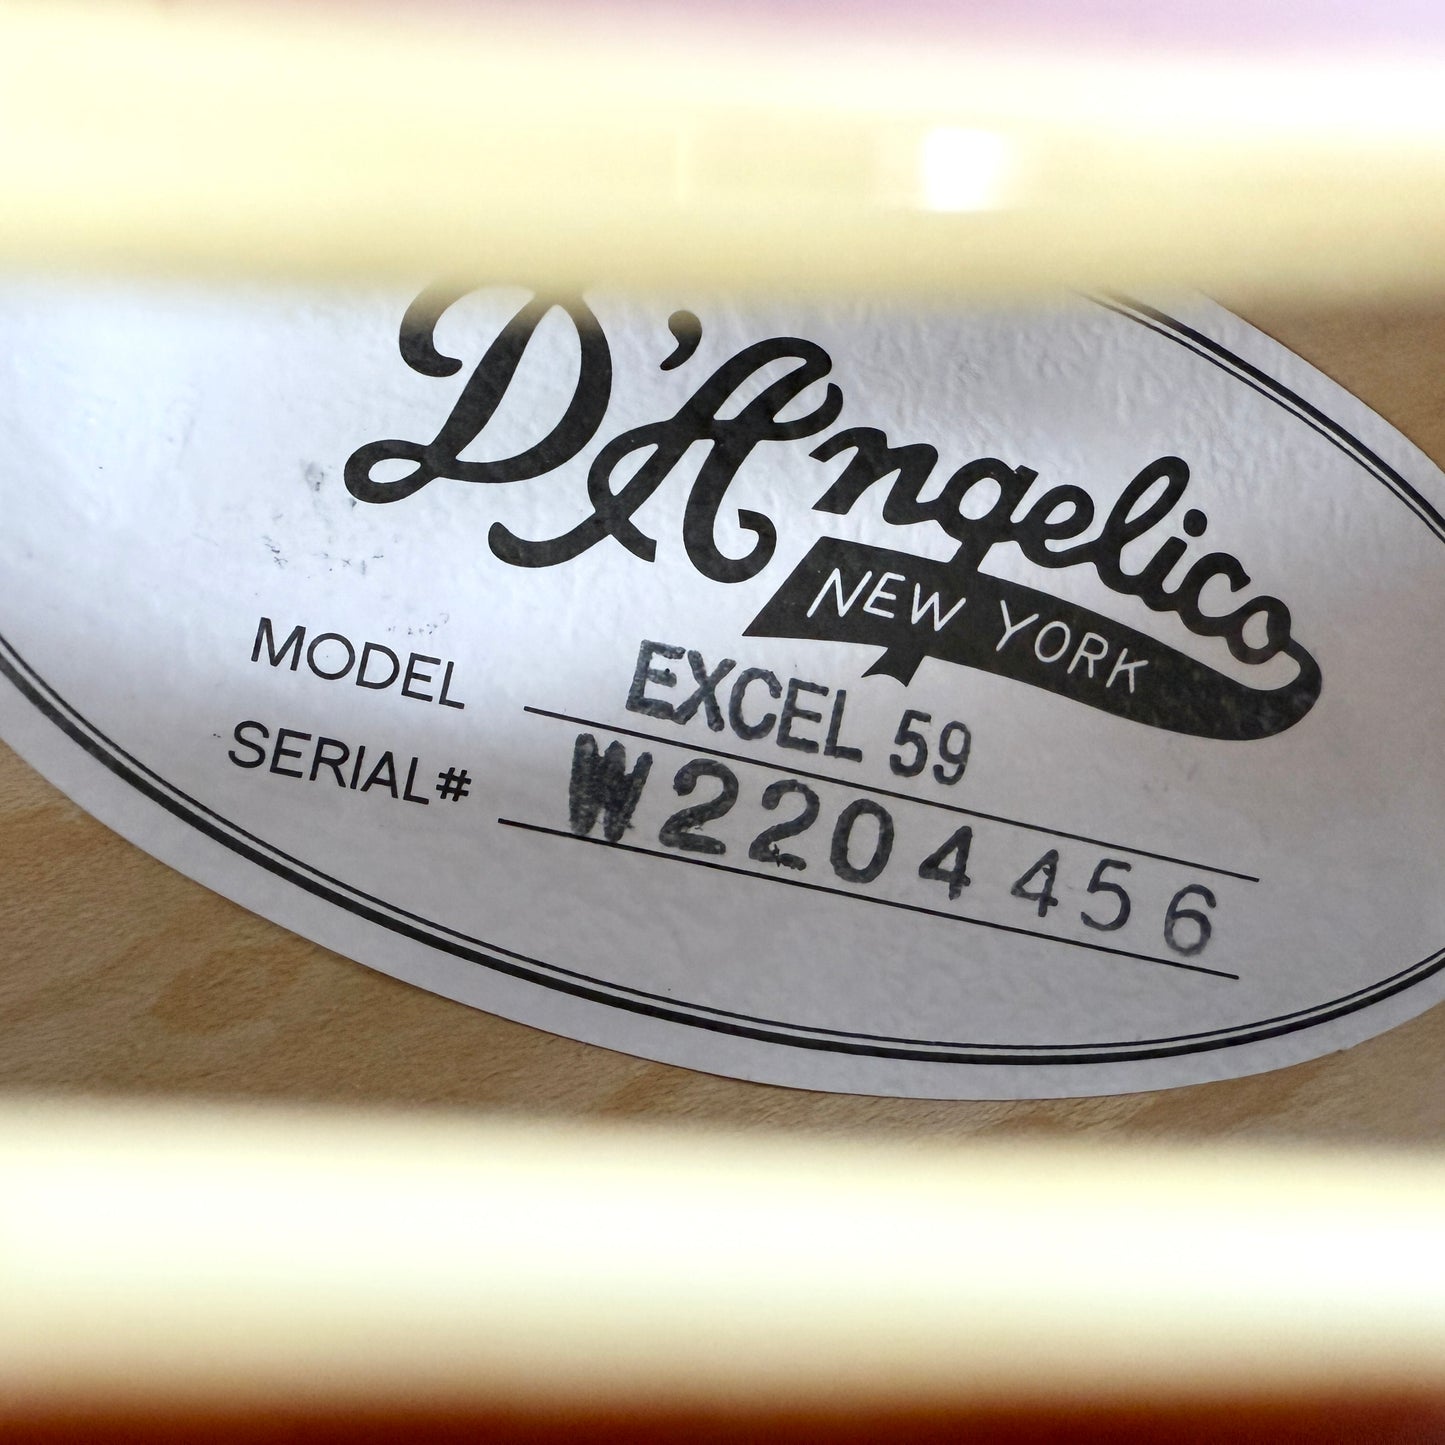 D'Angelico
NEW YORK
MODEL EXCEL 59
SERIAL# W2204456